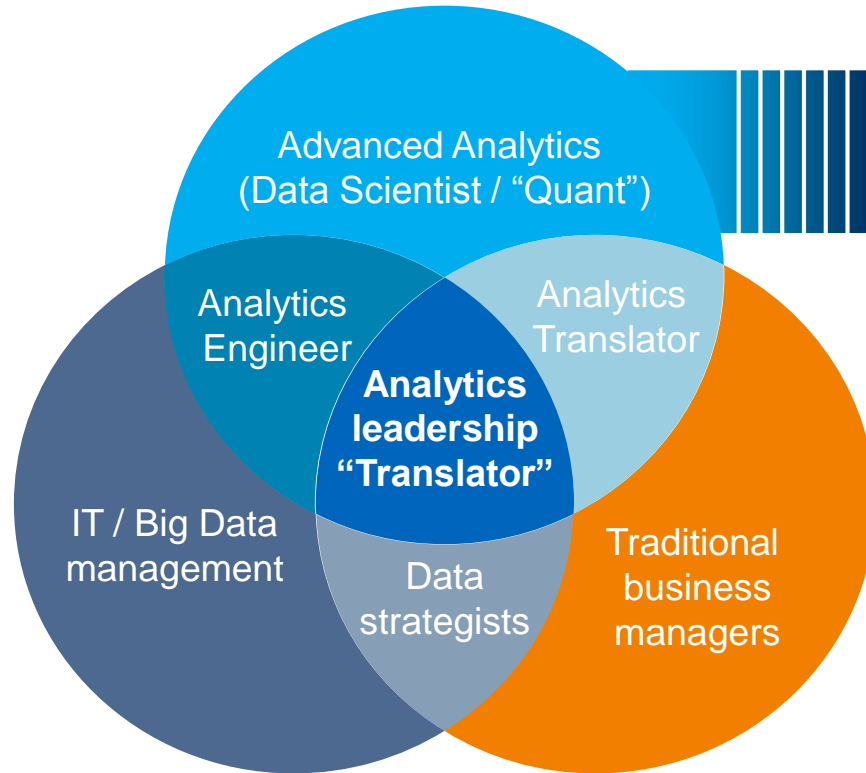 Advanced Analytics
(Data Scientist / “Quant”)
Analytics
Engineer
Analytics
Translator
Analytics
leadership
“Translator”
IT / Big Data
management
Data
strategists
Traditional
business
managers